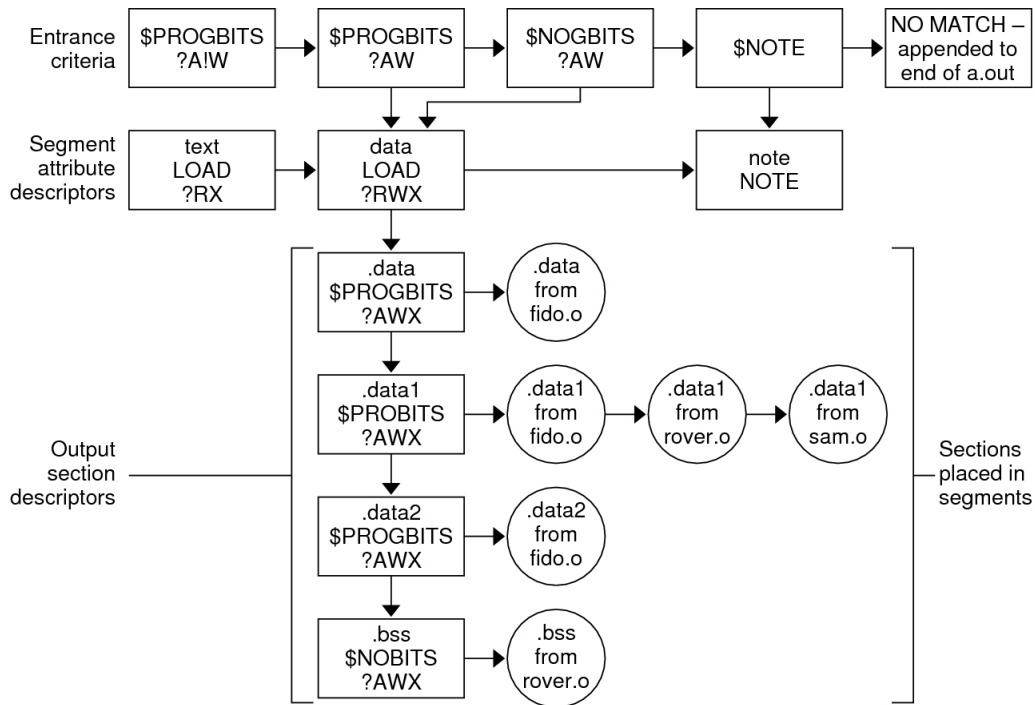 Entrance
criteria
$PROGBITS
?A!W
$PROGBITS
?AW
$NOGBITS
?AW
$NOTE
NO MATCH –
appended to
end of a.out
Segment
attribute
descriptors
text
LOAD
?RX
data
LOAD
?RWX
note
NOTE
.data
$PROGBITS
?AWX
.data
from
fido.o
.data1
$PROBITS
?AWX
.data1
from
fido.o
.data1
from
rover.o
.data1
from
sam.o
Output
section
descriptors
Sections
placed in
segments
.data2
$PROGBITS
?AWX
.data2
from
fido.o
.bss
$NOBITS
?AWX
.bss
from
rover.o